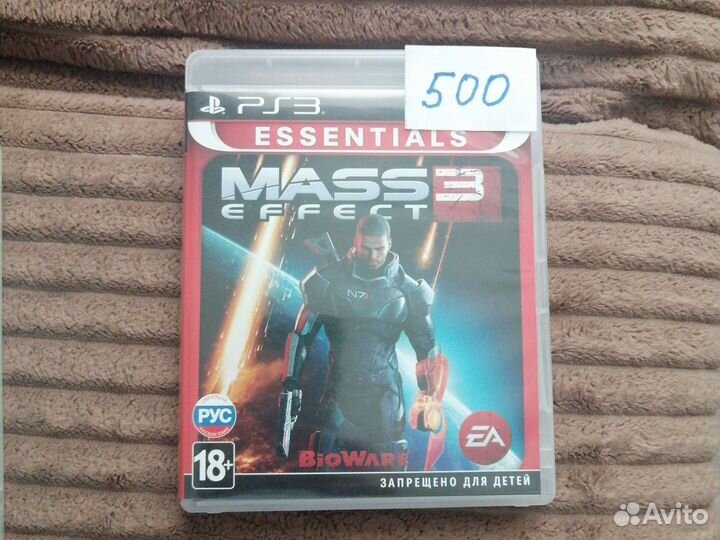 500
PS3
ESSENTIALS
MASS 3
EFFECT
N7
РУС
18+
BIOWARE
EA
ЗАПРЕЩЕНО ДЛЯ ДЕТЕЙ
Avito